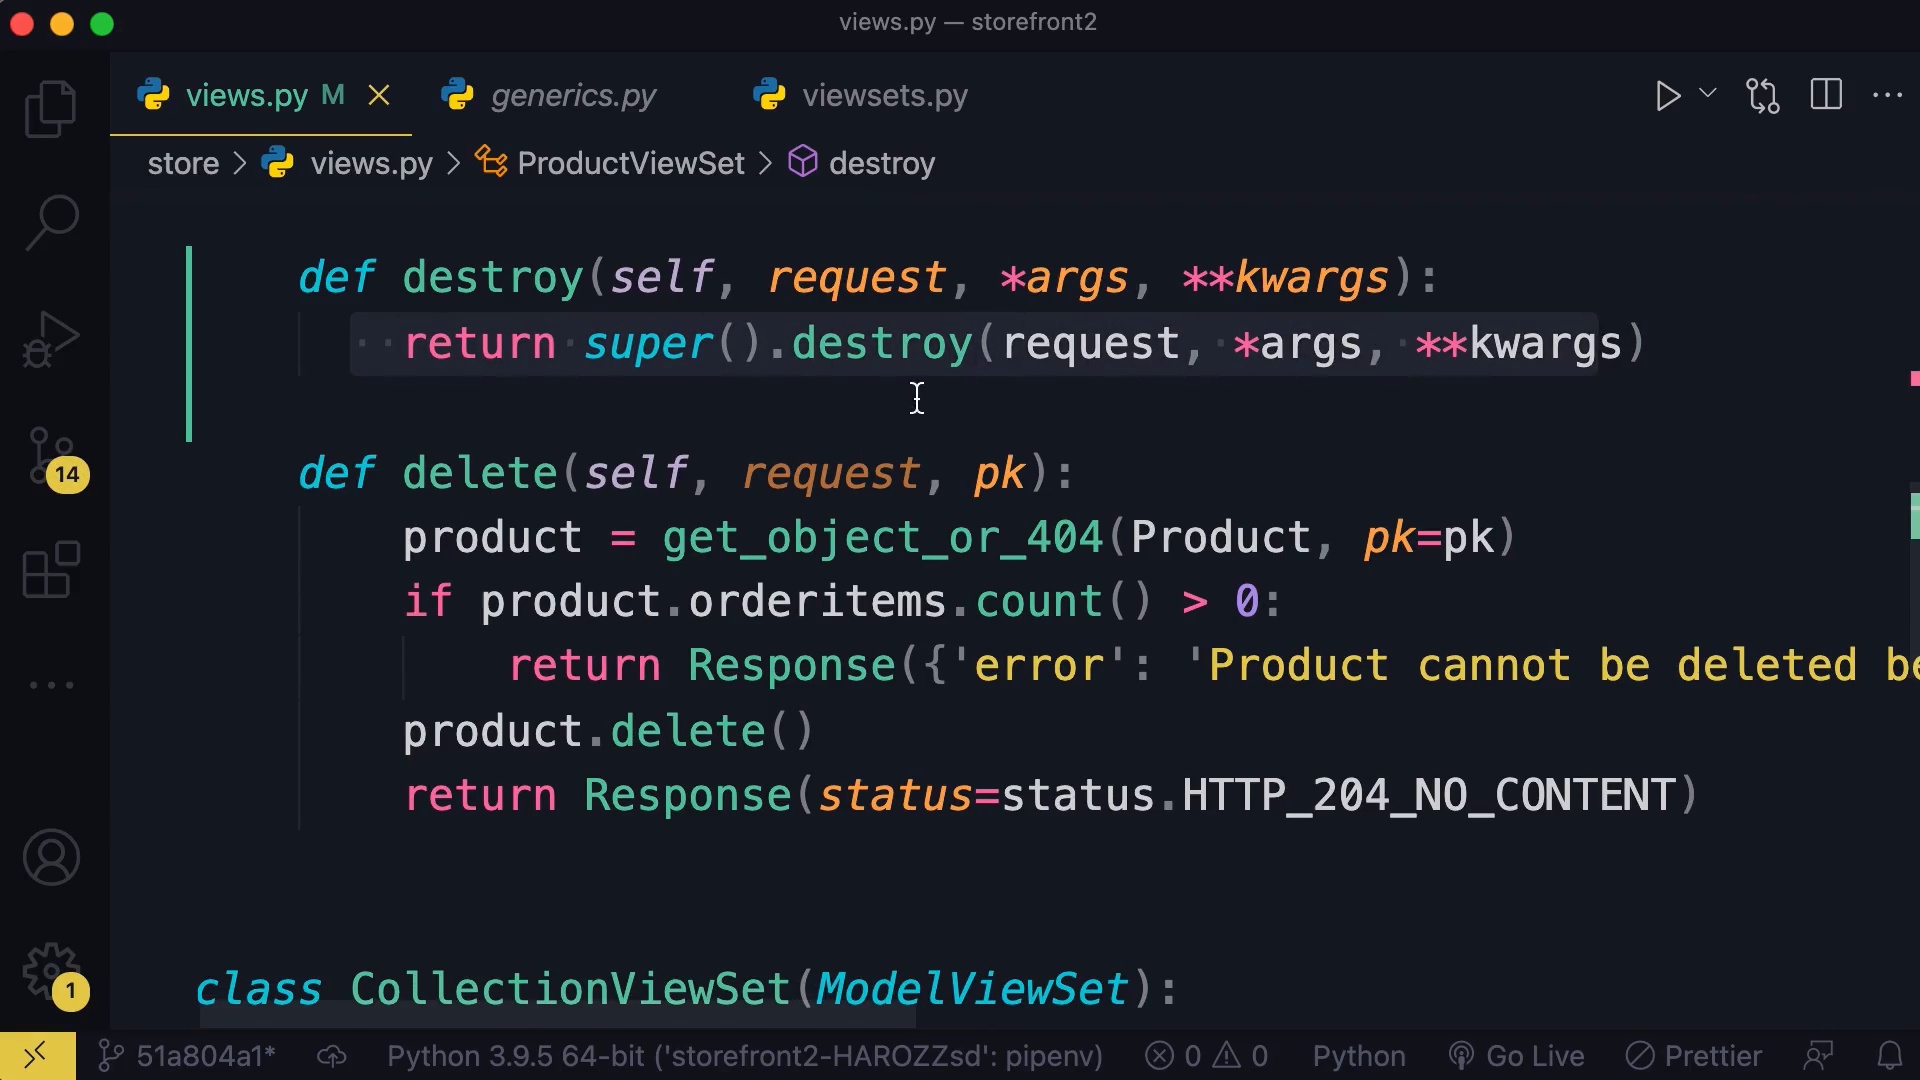 views.py — storefront2
views.py M
generics.py
viewsets.py
store > views.py > ProductViewSet > destroy
def destroy(self, request, *args, **kwargs):
return super().destroy(request, *args, **kwargs)
def delete(self, request, pk):
product = get_object_or_404(Product, pk=pk)
if product.orderitems.count() > 0:
return Response({'error': 'Product cannot be deleted be
product.delete()
return Response(status=status.HTTP_204_NO_CONTENT)
class CollectionViewSet(ModelViewSet):
14
1
51a804a1* Python 3.9.5 64-bit ('storefront2-HAROZZsd': pipenv) 0 0 Python Go Live Prettier